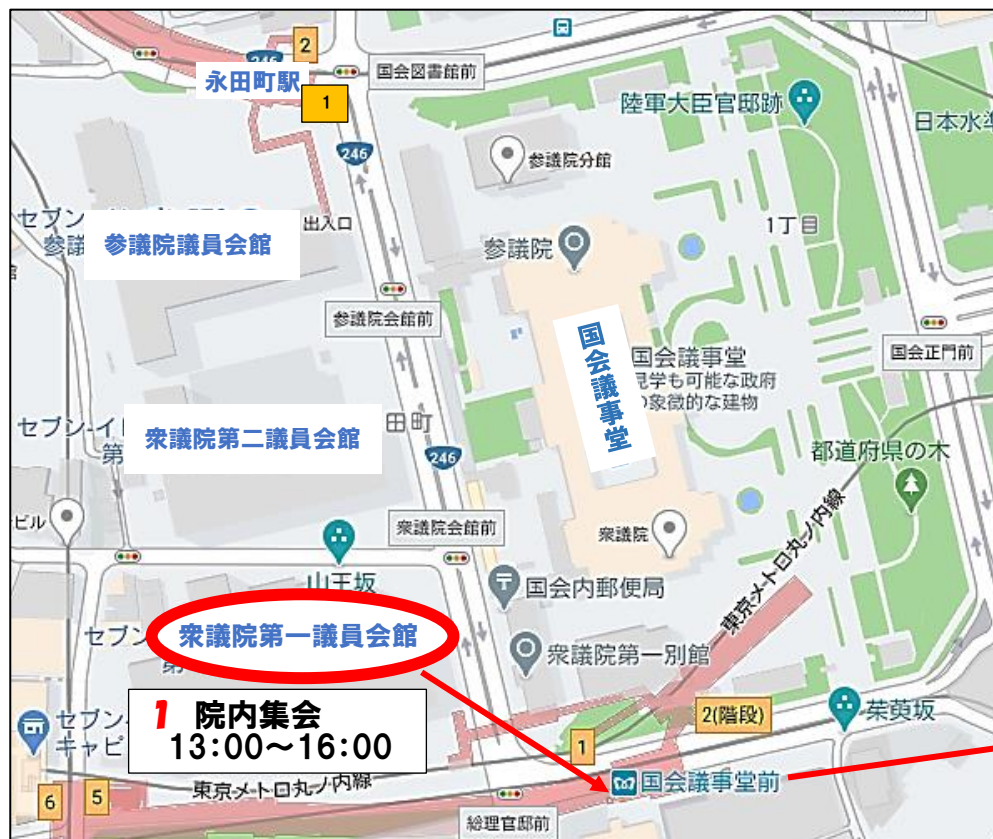 246
2
国会図書館前
永田町駅
1
陸軍大臣官邸跡
日本水準
246
参議院分館
セブン
出入口
1丁目
参議院議員会館
参議院
参議院会館前
国会議事堂
国会正門前
国会議事堂
見学も可能な政府
の象徴的な建物
セブン-イ
衆議院第二議員会館
田町
第
246
都道府県の木
ビル
衆議院会館前
衆議院
山王坂
国会内郵便局
東京メトロ丸ノ内線
セブン
衆議院第一議員会館
衆議院第一別館
1 院内集会
13:00～16:00
2(階段)
茱萸坂
セブン-
キャピ
1
国会議事堂前
東京メトロ丸ノ内線
6
5
総理官邸前